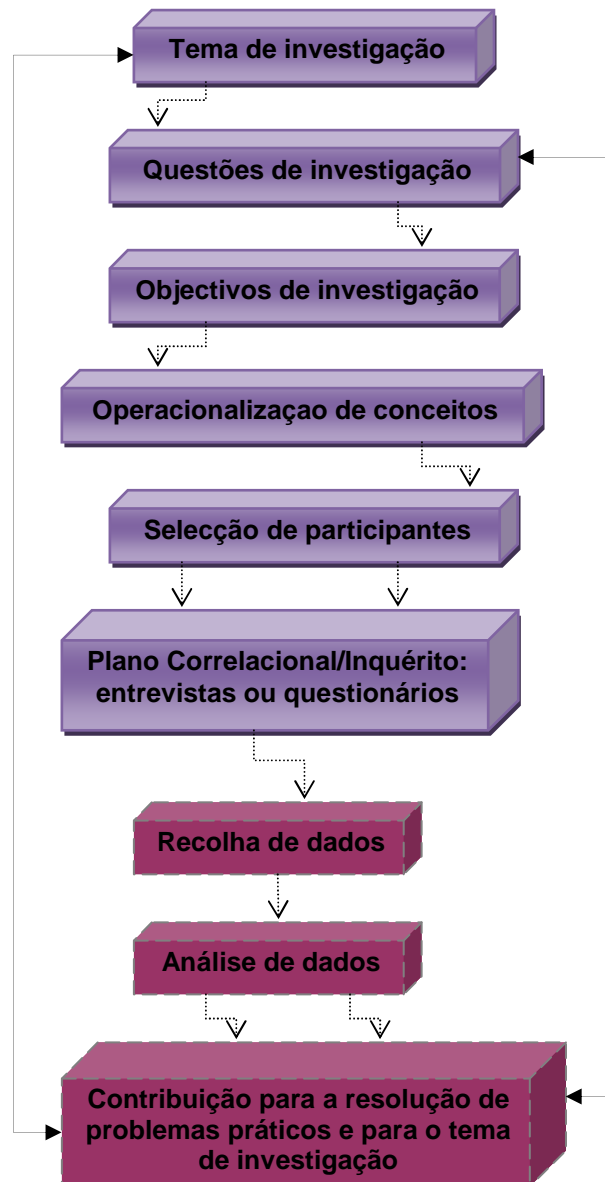 Tema de investigação
Questões de investigação
Objectivos de investigação
Operacionalizaçao de conceitos
Selecção de participantes
Plano Correlacional/Inquérito:
entrevistas ou questionários
Recolha de dados
Análise de dados
Contribuição para a resolução de
problemas práticos e para o tema
de investigação